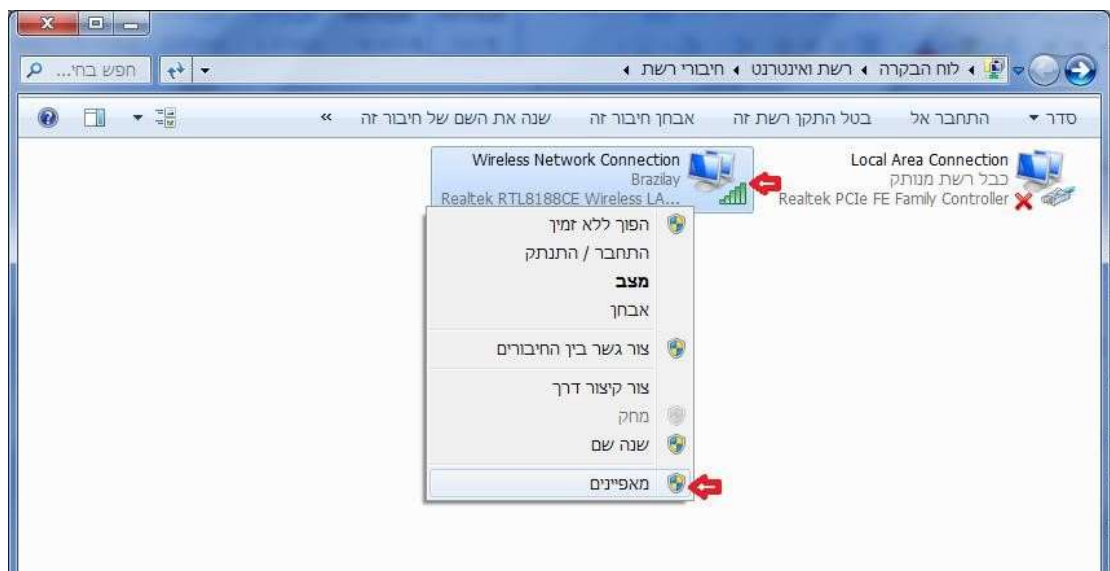 לוח הבקרה ◂ רשת ואינטרנט ◂ חיבורי רשת ◂
חפש בחי...
סדר
התחבר אל
בטל התקן רשת זה
אבחן חיבור זה
שנה את השם של חיבור זה
»
Local Area Connection
כבל רשת מנותק
Realtek PCIe FE Family Controller
Wireless Network Connection
Brazilay
Realtek RTL8188CE Wireless LA...
הפוך ללא זמין
התחבר / התנתק
מצב
אבחן
צור גשר בין החיבורים
צור קיצור דרך
מחק
שנה שם
מאפיינים